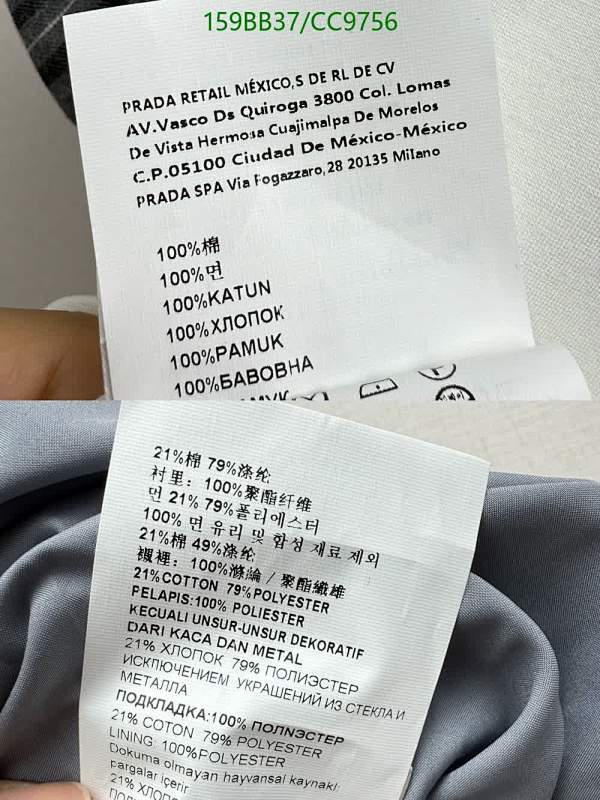 159BB37/CC9756
PRADA RETAIL MÉXICO,S DE RL DE CV
AV.Vasco Ds Quiroga 3800 Col. Lomas
De Vista Hermosa Cuajimalpa De Morelos
C.P.05100 Ciudad De México-México
PRADA SPA Via Fogazzaro,28 20135 Milano
100%棉
100%면
100%KATUN
100%ХЛОПОК
100%PAMUK
100%БАВОВНА
21%棉 79%涤纶
衬里：100%聚酯纤维
면 21% 79%폴리에스터
100% 면 유리 및 합성 재료 제외
21%棉 49%涤纶
襯裡：100%滌綸 / 聚酯纖維
21%COTTON 79%POLYESTER
PELAPIS:100% POLIESTER
KECUALI UNSUR-UNSUR DEKORATIF
DARI KACA DAN METAL
21% ХЛОПОК 79% ПОЛИЭСТЕР
ИСКЛЮЧЕНИЕМ УКРАШЕНИЙ ИЗ СТЕКЛА И
МЕТАЛЛА
ПОДКЛАДКА:100% ПОЛNЭСТЕР
21% COTON 79% POLYESTER
LINING: 100%POLYESTER
Dokuma olmayan hayvansal kaynaklı
parçalar içerir
21% ХЛОПО